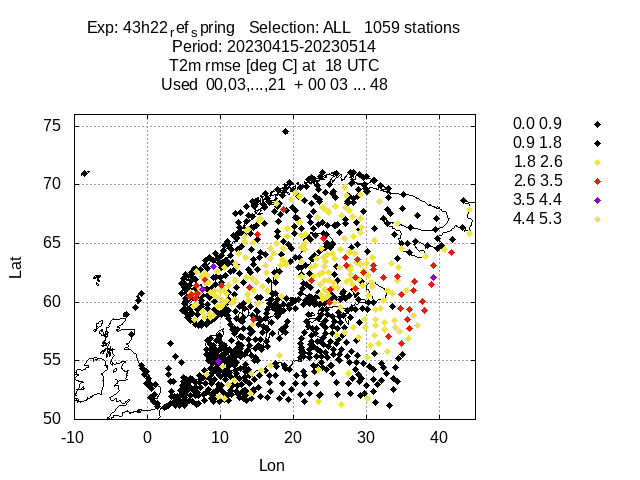 Exp: 43h22refspring   Selection: ALL   1059 stations
Period: 20230415-20230514
T2m rmse [deg C] at  18 UTC
Used  00,03,...,21  + 00 03 ... 48
75
70
65
60
55
50
Lat
-10 0 10 20 30 40
Lon
0.0 0.9
0.9 1.8
1.8 2.6
2.6 3.5
3.5 4.4
4.4 5.3